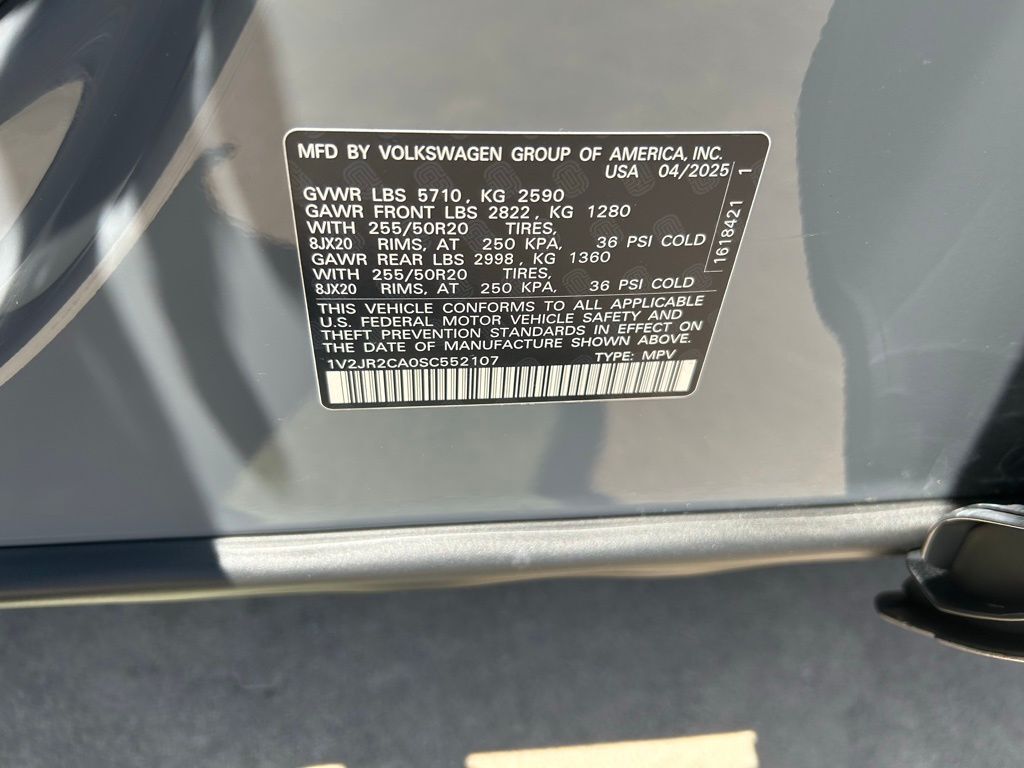 MFD BY VOLKSWAGEN GROUP OF AMERICA, INC.
USA 04/2025
GVWR LBS 5710, KG 2590
GAWR FRONT LBS 2822, KG 1280
WITH 255/50R20 TIRES,
8JX20 RIMS, AT 250 KPA, 36 PSI COLD
GAWR REAR LBS 2998, KG 1360
WITH 255/50R20 TIRES,
8JX20 RIMS, AT 250 KPA, 36 PSI COLD
THIS VEHICLE CONFORMS TO ALL APPLICABLE
U.S. FEDERAL MOTOR VEHICLE SAFETY AND
THEFT PREVENTION STANDARDS IN EFFECT ON
THE DATE OF MANUFACTURE SHOWN ABOVE.
1V2JR2CA0SC552107 TYPE: MPV
1618421
1